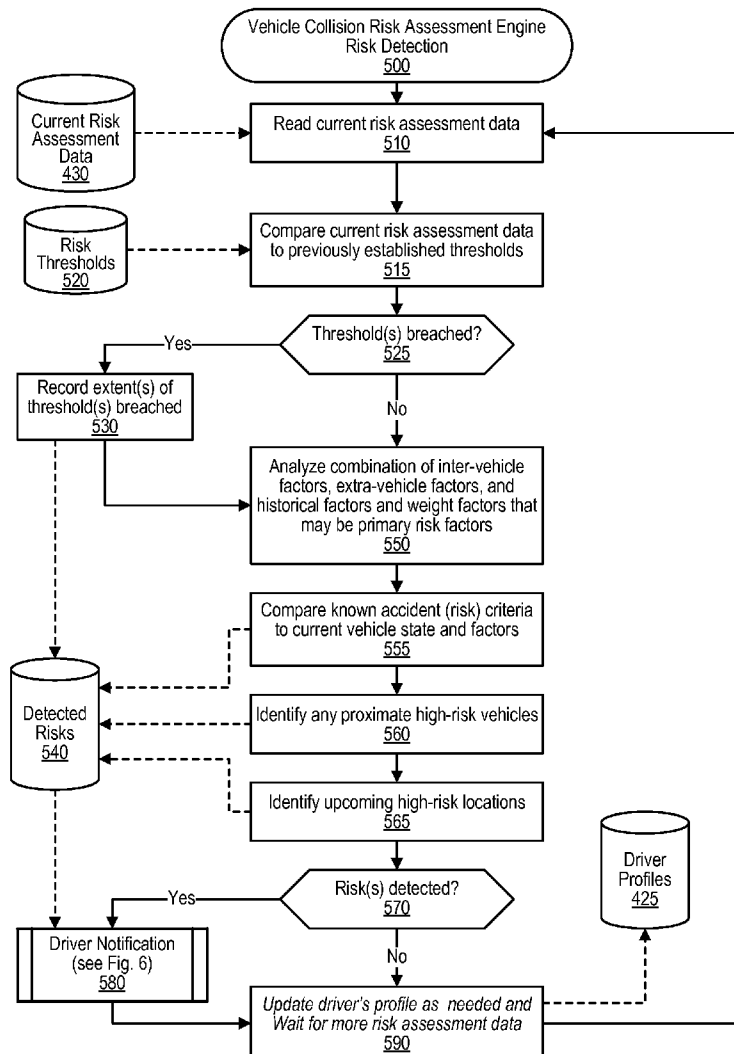 Vehicle Collision Risk Assessment Engine
Risk Detection
500
Current Risk
Assessment
Data
430
Read current risk assessment data
510
Risk
Thresholds
520
Compare current risk assessment data
to previously established thresholds
515
Threshold(s) breached?
525
Yes
No
Record extent(s) of
threshold(s) breached
530
Analyze combination of inter-vehicle
factors, extra-vehicle factors, and
historical factors and weight factors that
may be primary risk factors
550
Compare known accident (risk) criteria
to current vehicle state and factors
555
Detected
Risks
540
Identify any proximate high-risk vehicles
560
Identify upcoming high-risk locations
565
Driver
Profiles
425
Risk(s) detected?
570
Yes
No
Driver Notification
(see Fig. 6)
580
Update driver's profile as needed and
Wait for more risk assessment data
590